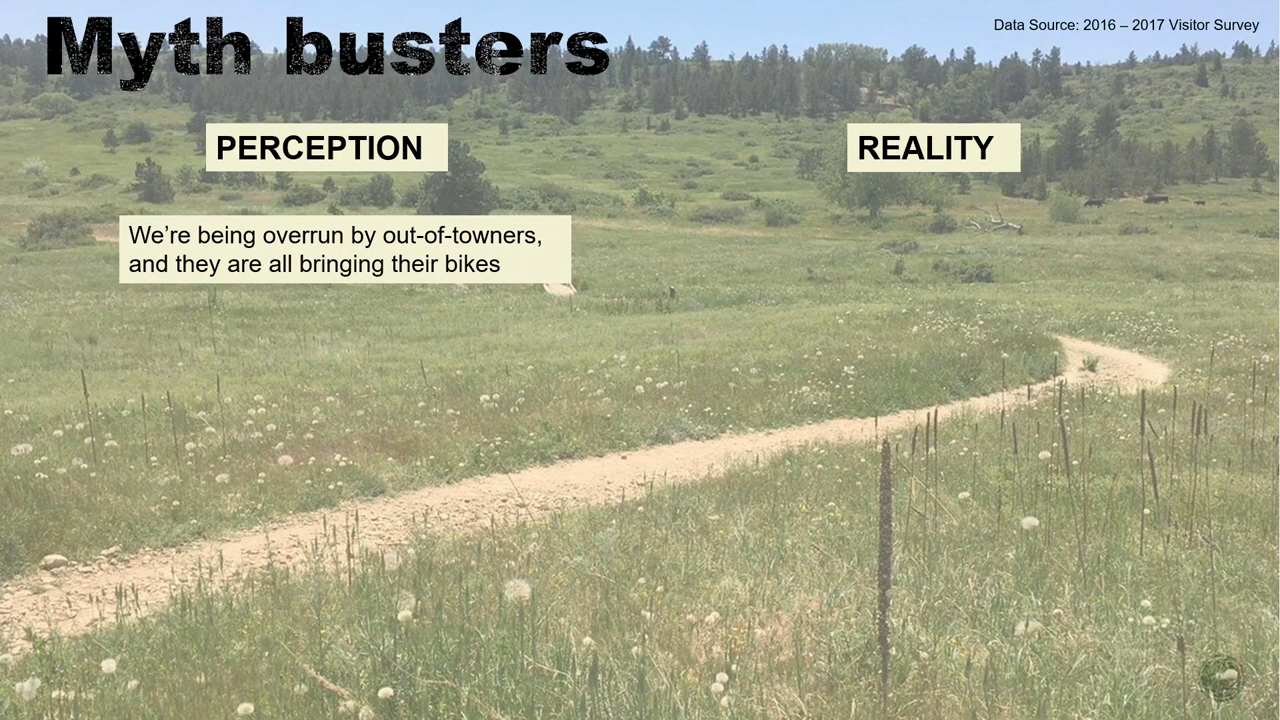 Myth busters
Data Source: 2016 – 2017 Visitor Survey
PERCEPTION
REALITY
We’re being overrun by out-of-towners,
and they are all bringing their bikes